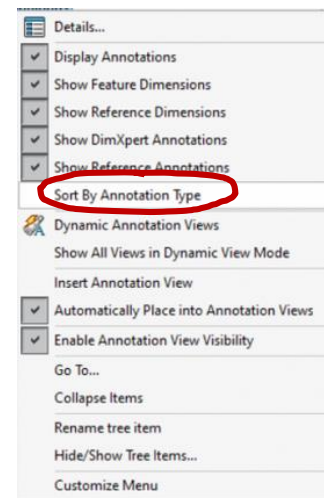 Details...
Display Annotations
Show Feature Dimensions
Show Reference Dimensions
Show DimXpert Annotations
Show Reference Annotations
Sort By Annotation Type
Dynamic Annotation Views
Show All Views in Dynamic View Mode
Insert Annotation View
Automatically Place into Annotation Views
Enable Annotation View Visibility
Go To...
Collapse Items
Rename tree item
Hide/Show Tree Items...
Customize Menu